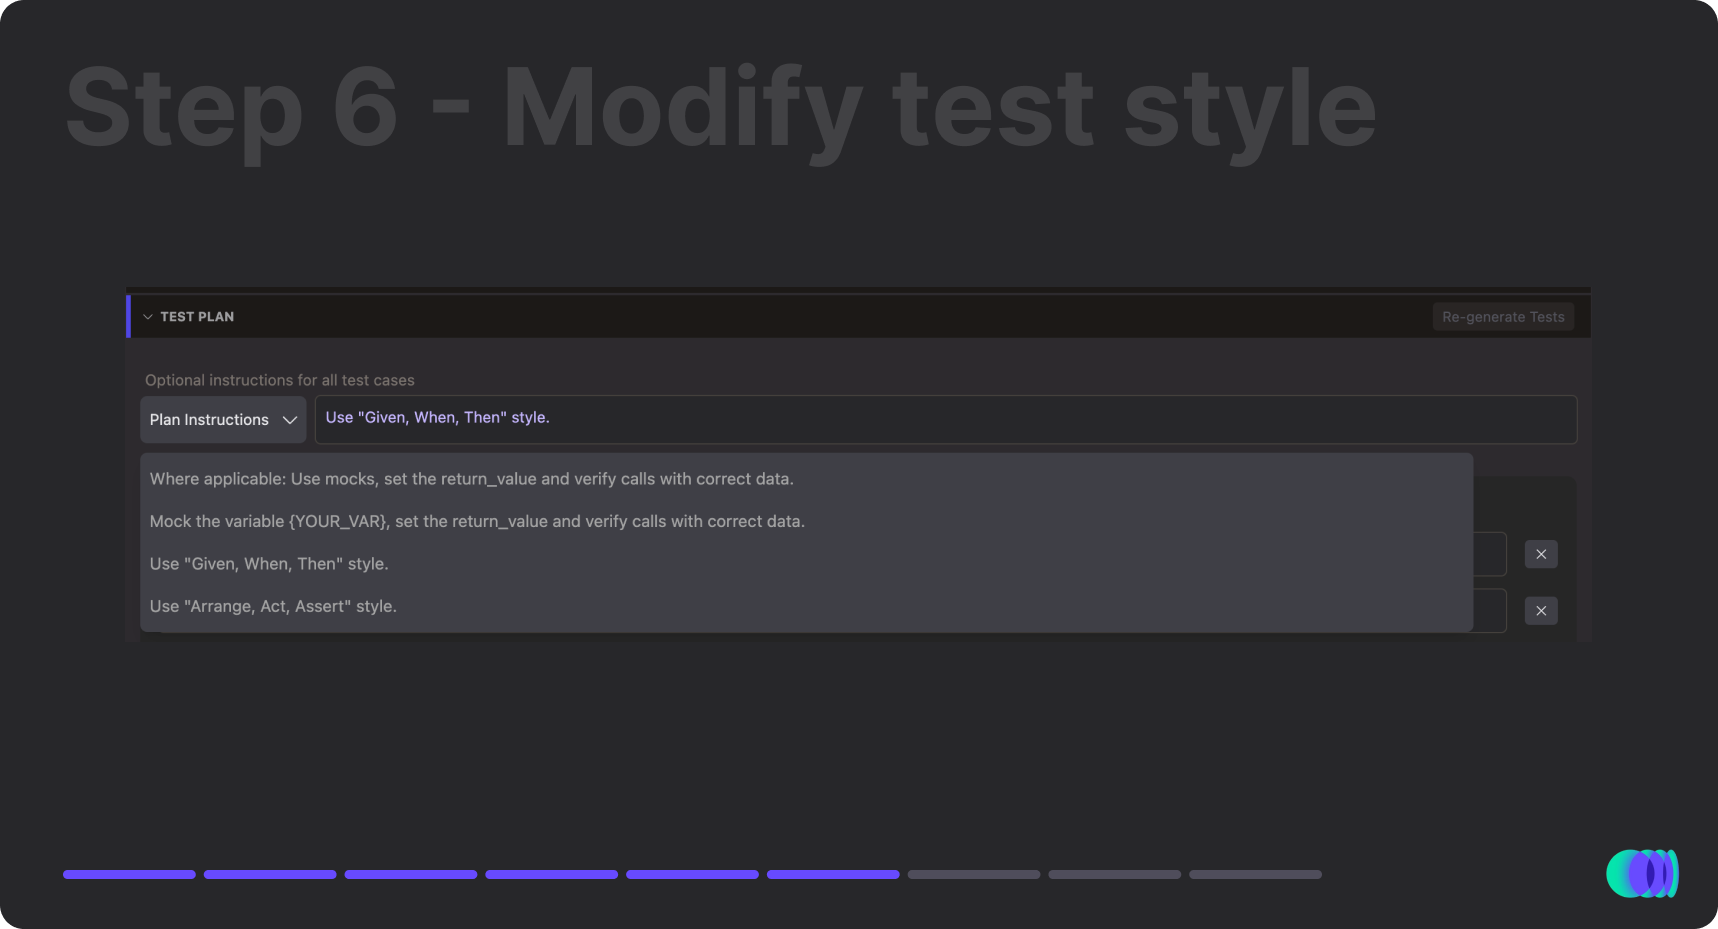 Step 6 - Modify test style
TEST PLAN
Re-generate Tests
Optional instructions for all test cases
Plan Instructions
Use "Given, When, Then" style.
Where applicable: Use mocks, set the return_value and verify calls with correct data.
Mock the variable {YOUR_VAR}, set the return_value and verify calls with correct data.
Use "Given, When, Then" style.
Use "Arrange, Act, Assert" style.